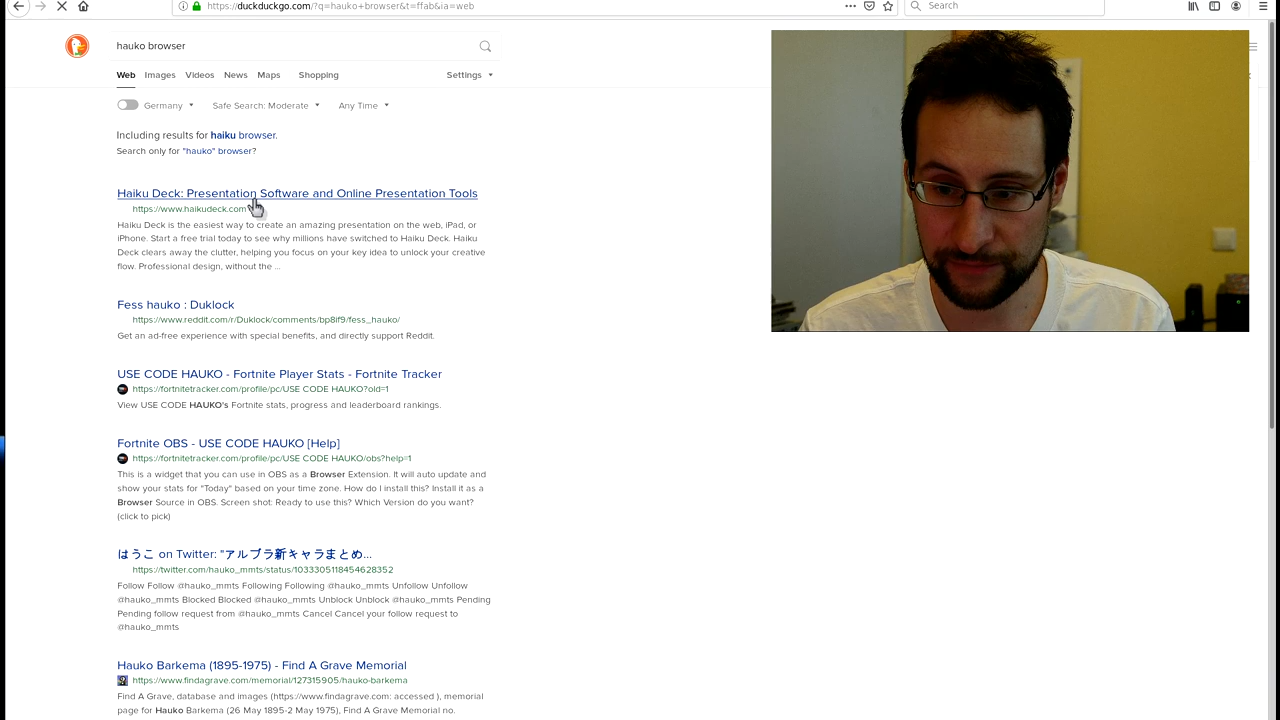 https://duckduckgo.com/?q=hauko+browser&t=ffab&ia=web
Search
hauko browser
Web Images Videos News Maps Shopping Settings
Germany Safe Search: Moderate Any Time
Including results for haiku browser.
Search only for "hauko" browser?
Haiku Deck: Presentation Software and Online Presentation Tools
https://www.haikudeck.com
Haiku Deck is the easiest way to create an amazing presentation on the web, iPad, or
iPhone. Start a free trial today to see why millions have switched to Haiku Deck. Haiku
Deck clears away the clutter, helping you focus on your key idea to unlock your creative
flow. Professional design, without the ...
Fess hauko : Duklock
https://www.reddit.com/r/Duklock/comments/bp8lf9/fess_hauko/
Get an ad-free experience with special benefits, and directly support Reddit.
USE CODE HAUKO - Fortnite Player Stats - Fortnite Tracker
https://fortnitetracker.com/profile/pc/USE CODE HAUKO?old=1
View USE CODE HAUKO's Fortnite stats, progress and leaderboard rankings.
Fortnite OBS - USE CODE HAUKO [Help]
https://fortnitetracker.com/profile/pc/USE CODE HAUKO/obs?help=1
This is a widget that you can use in OBS as a Browser Extension. It will auto update and
show your stats for "Today" based on your time zone. How do I install this? Install it as a
Browser Source in OBS. Screen shot: Ready to use this? Which Version do you want?
(click to pick)
はうこ on Twitter: "アルブラ新キャラまとめ...
https://twitter.com/hauko_mmts/status/1033305118454628352
Follow Follow @hauko_mmts Following Following @hauko_mmts Unfollow Unfollow
@hauko_mmts Blocked Blocked @hauko_mmts Unblock Unblock @hauko_mmts Pending
Pending follow request from @hauko_mmts Cancel Cancel your follow request to
@hauko_mmts
Hauko Barkema (1895-1975) - Find A Grave Memorial
https://www.findagrave.com/memorial/127315905/hauko-barkema
Find A Grave, database and images (https://www.findagrave.com: accessed ), memorial
page for Hauko Barkema (26 May 1895-2 May 1975), Find A Grave Memorial no.